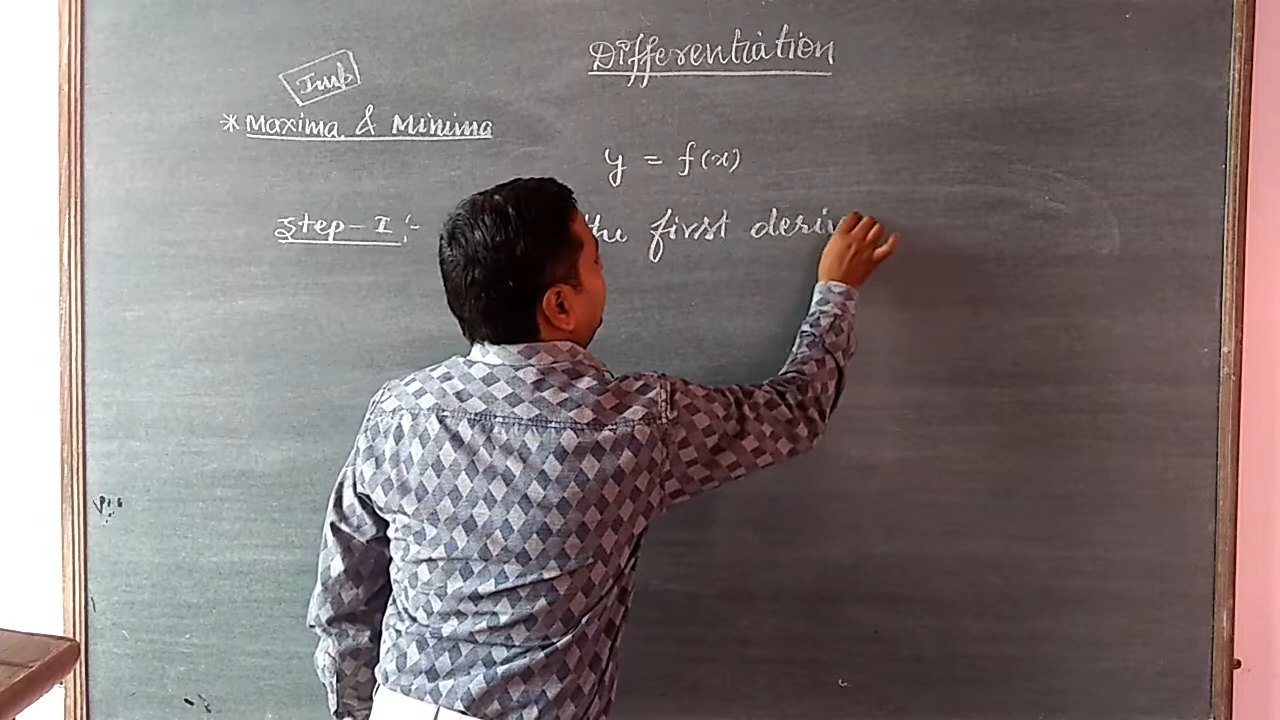 Differentiation
Imp
* Maxima & Minima
y = f(x)
Step-I :- the first deriv